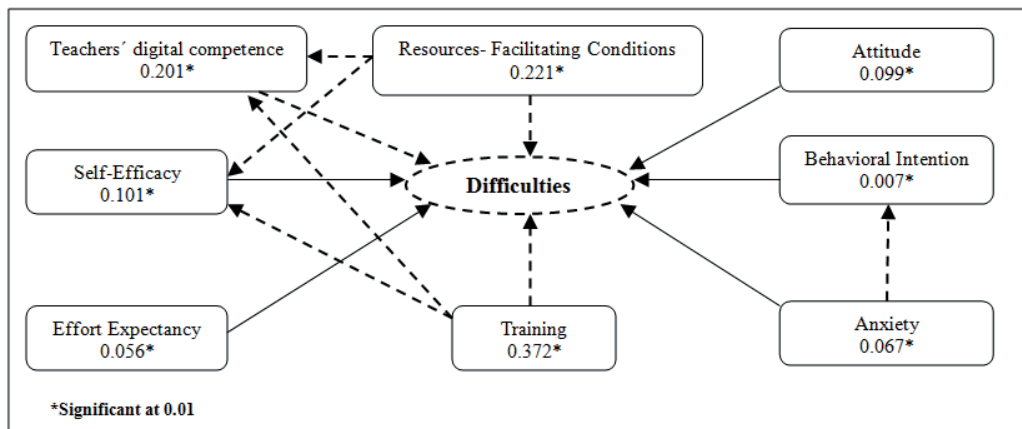 Teachers´ digital competence
0.201*
Resources- Facilitating Conditions
0.221*
Attitude
0.099*
Self-Efficacy
0.101*
Difficulties
Behavioral Intention
0.007*
Effort Expectancy
0.056*
Training
0.372*
Anxiety
0.067*
*Significant at 0.01